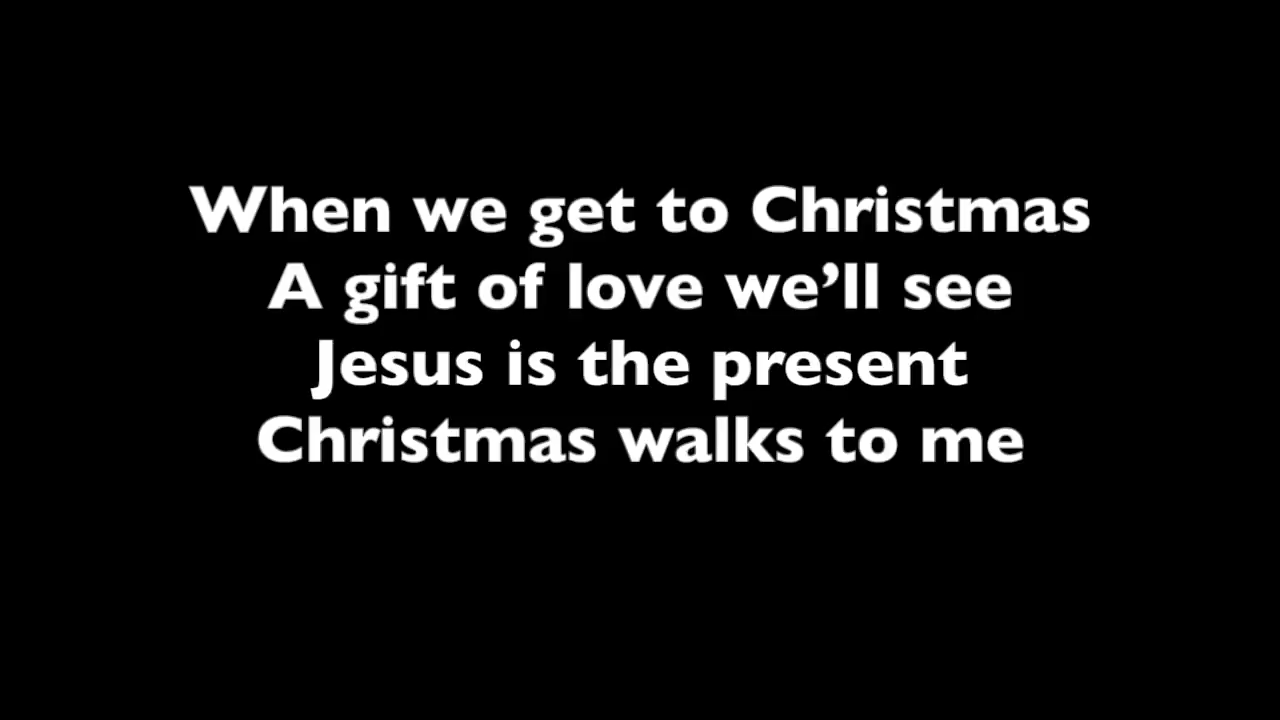 When we get to Christmas
A gift of love we’ll see
Jesus is the present
Christmas walks to me